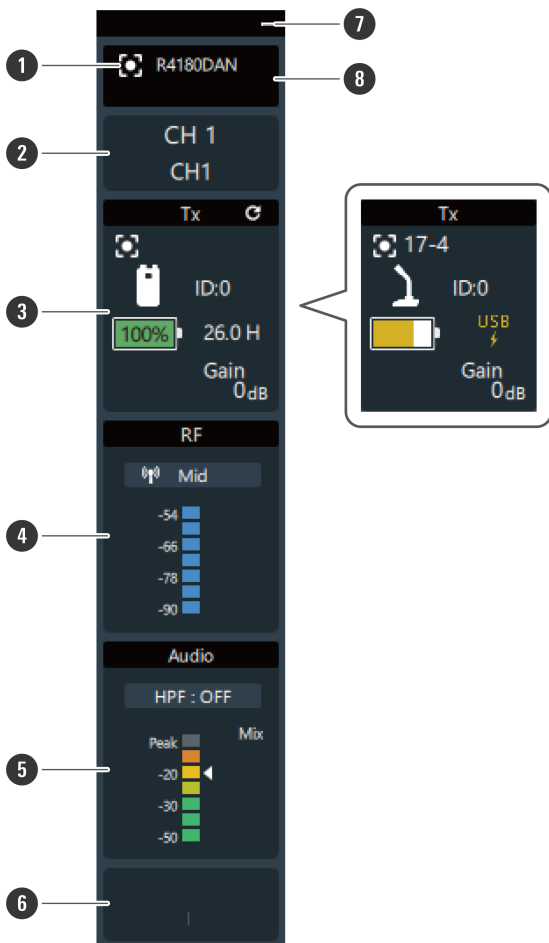 7
1
R4180DAN
8
2
CH 1
CH1
Tx
3
ID:0
100%
26.0 H
Gain
0dB
Tx
17-4
ID:0
USB
Gain
0dB
RF
Mid
4
-54
-66
-78
-90
Audio
HPF : OFF
5
Peak
Mix
-20
-30
-50
6